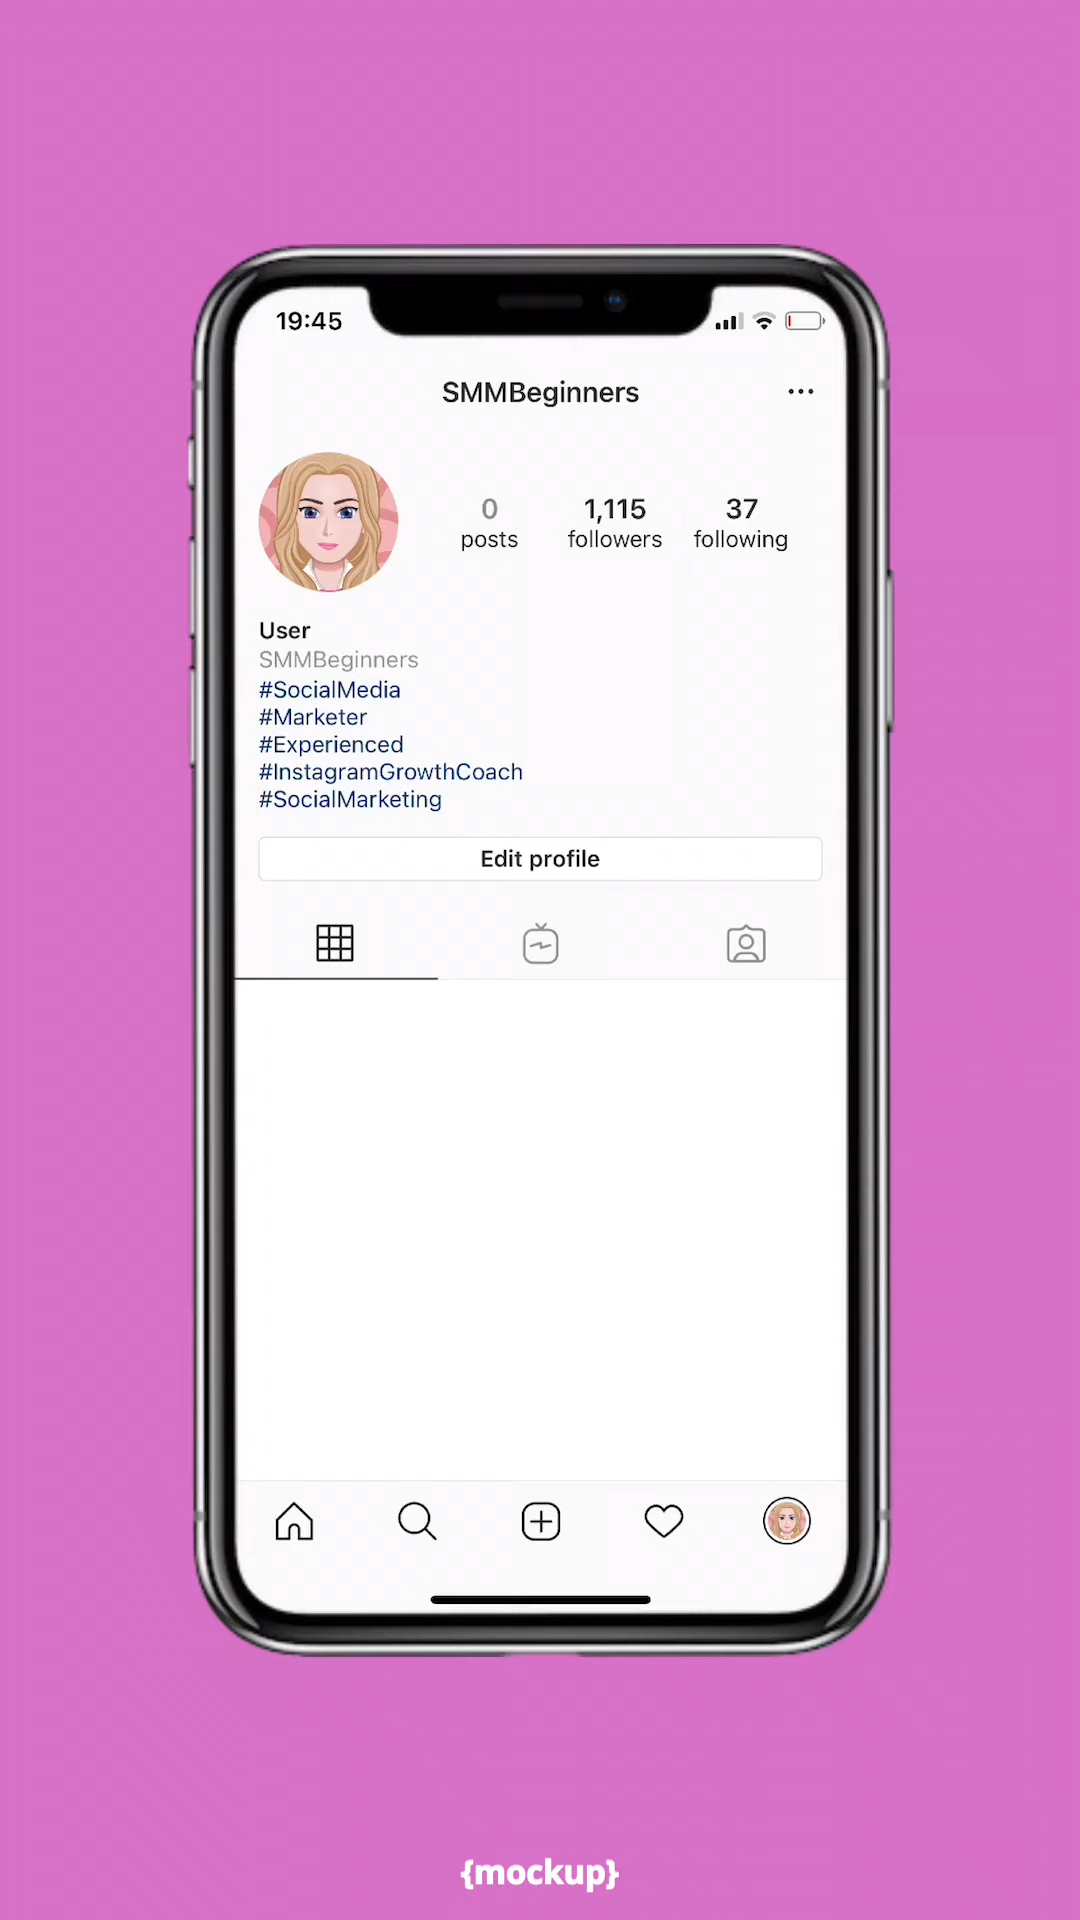 19:45
SMMBeginners
0 1,115 37
posts followers following
User
SMMBeginners
#SocialMedia
#Marketer
#Experienced
#InstagramGrowthCoach
#SocialMarketing
Edit profile
{mockup}